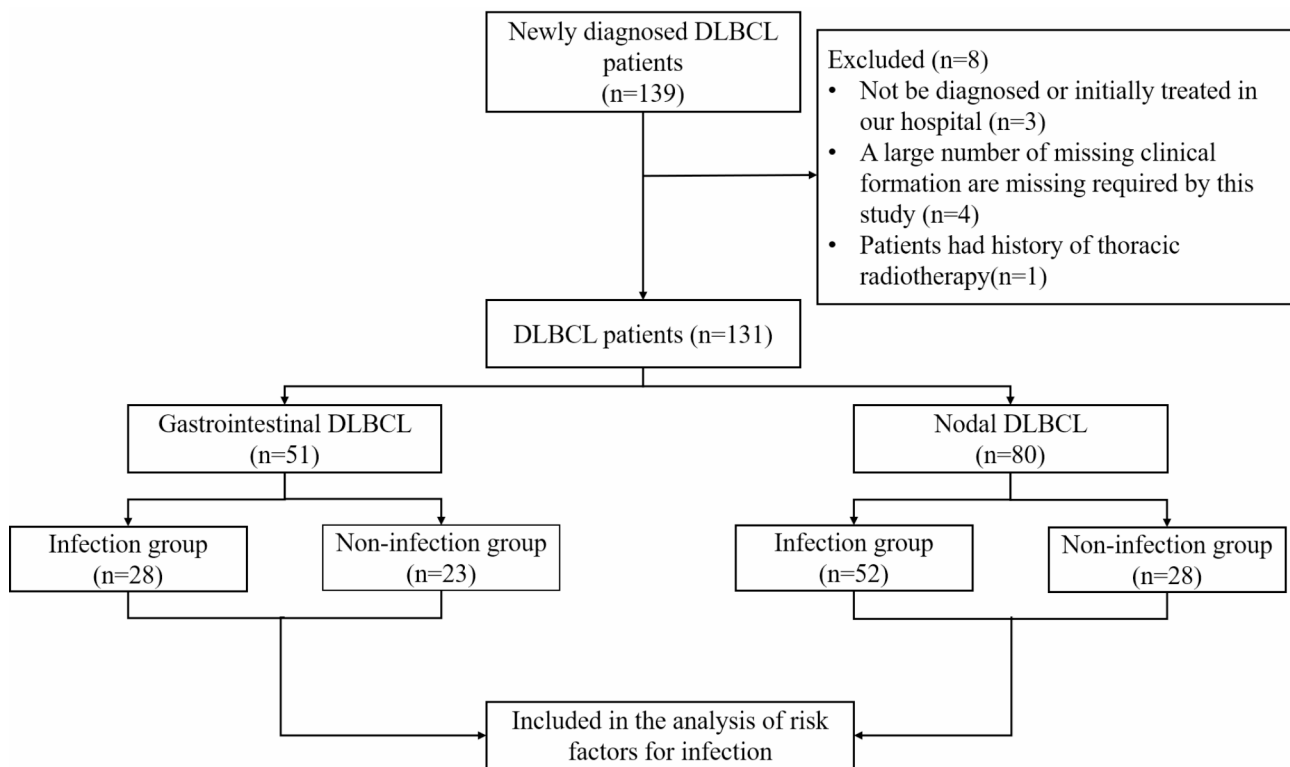 Newly diagnosed DLBCL
patients
(n=139)
Excluded (n=8)
• Not be diagnosed or initially treated in
our hospital (n=3)
• A large number of missing clinical
formation are missing required by this
study (n=4)
• Patients had history of thoracic
radiotherapy(n=1)
DLBCL patients (n=131)
Gastrointestinal DLBCL
(n=51)
Nodal DLBCL
(n=80)
Infection group
(n=28)
Non-infection group
(n=23)
Infection group
(n=52)
Non-infection group
(n=28)
Included in the analysis of risk
factors for infection